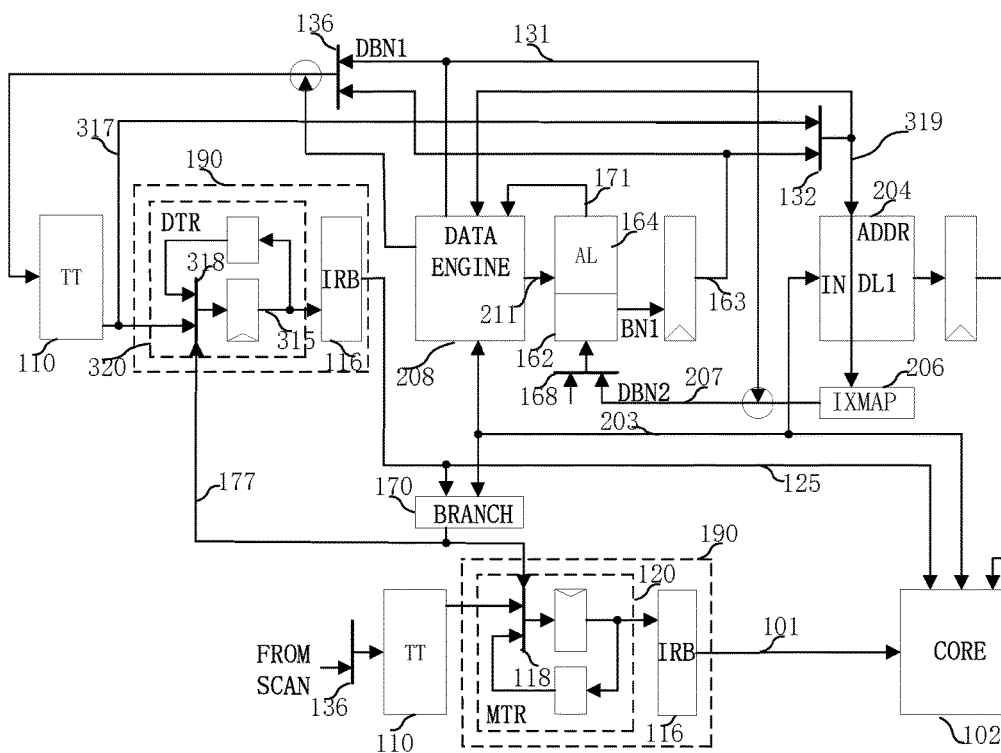 136
DBN1
131
317
319
190
171
132
204
DTR
164
ADDR
DATA
ENGINE
AL
TT
318
IRB
IN
DL1
211
163
315
BN1
110
320
116
208
162
206
168
DBN2
207
IXMAP
203
177
170
125
BRANCH
190
120
101
FROM
SCAN
TT
IRB
CORE
118
136
MTR
110
116
102